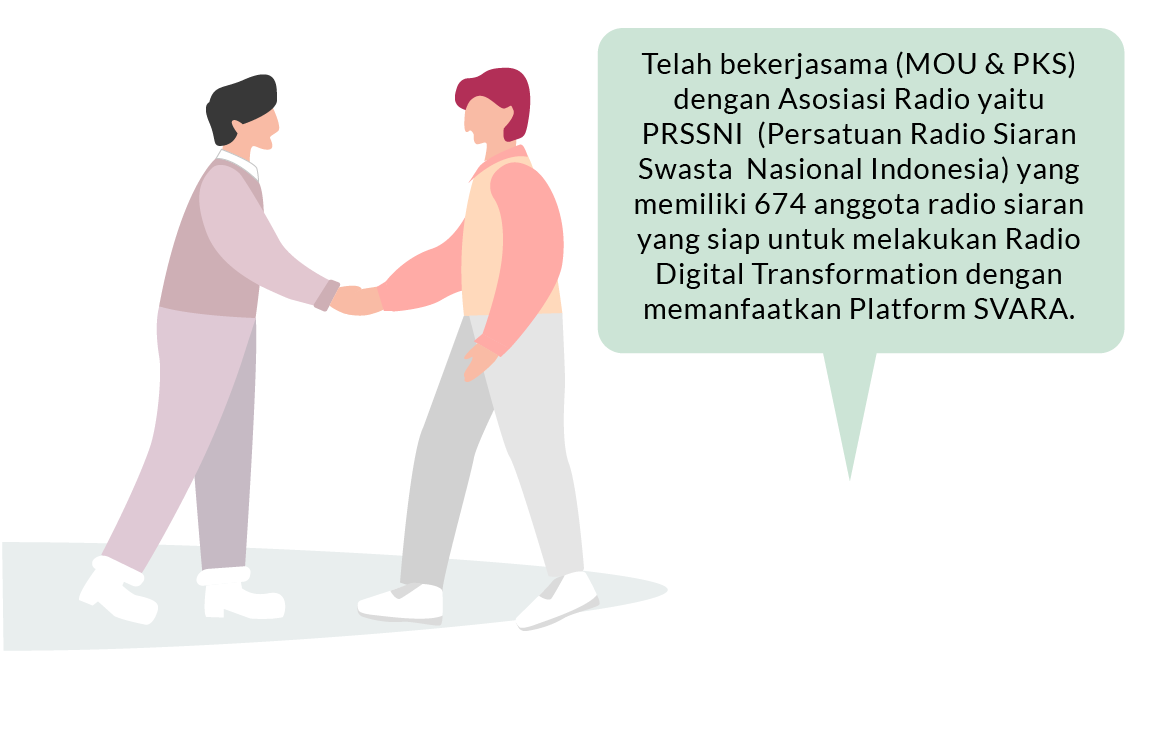 Telah bekerjasama (MOU & PKS)
dengan Asosiasi Radio yaitu
PRSSNI  (Persatuan Radio Siaran
Swasta  Nasional Indonesia) yang
memiliki 674 anggota radio siaran
yang siap untuk melakukan Radio
Digital Transformation dengan
memanfaatkan Platform SVARA.